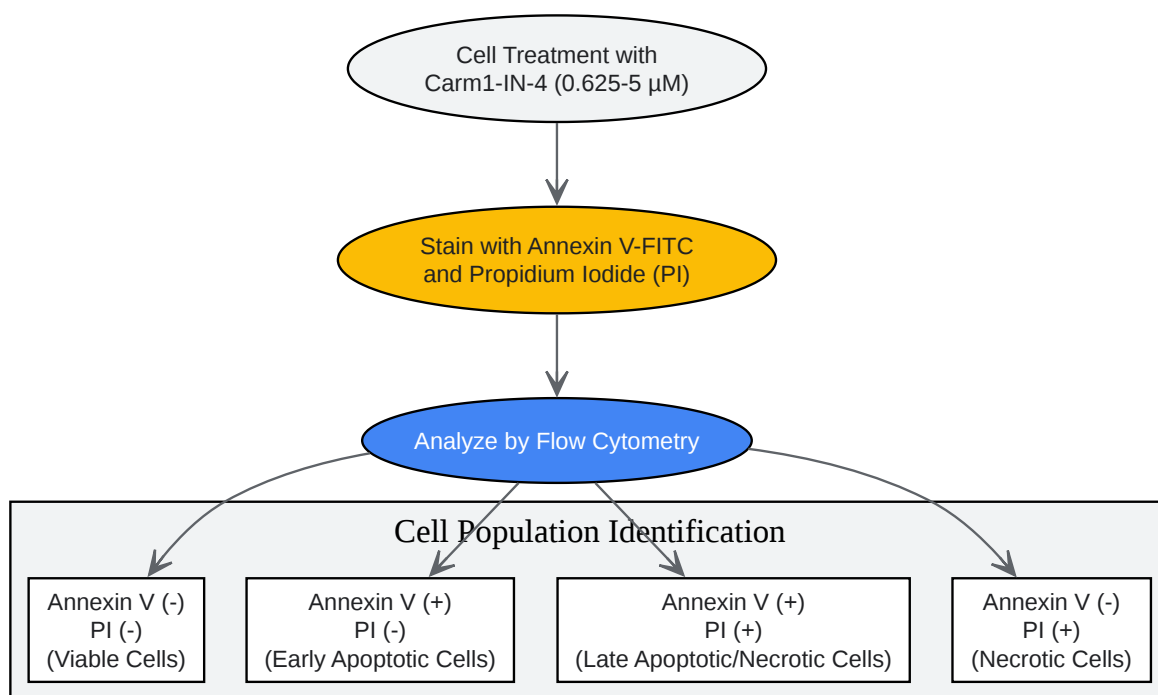 Cell Treatment with
Carm1-IN-4 (0.625-5 µM)
Stain with Annexin V-FITC
and Propidium Iodide (PI)
Analyze by Flow Cytometry
Cell Population Identification
Annexin V (-)
PI (-)
(Viable Cells)
Annexin V (+)
PI (-)
(Early Apoptotic Cells)
Annexin V (+)
PI (+)
(Late Apoptotic/Necrotic Cells)
Annexin V (-)
PI (+)
(Necrotic Cells)